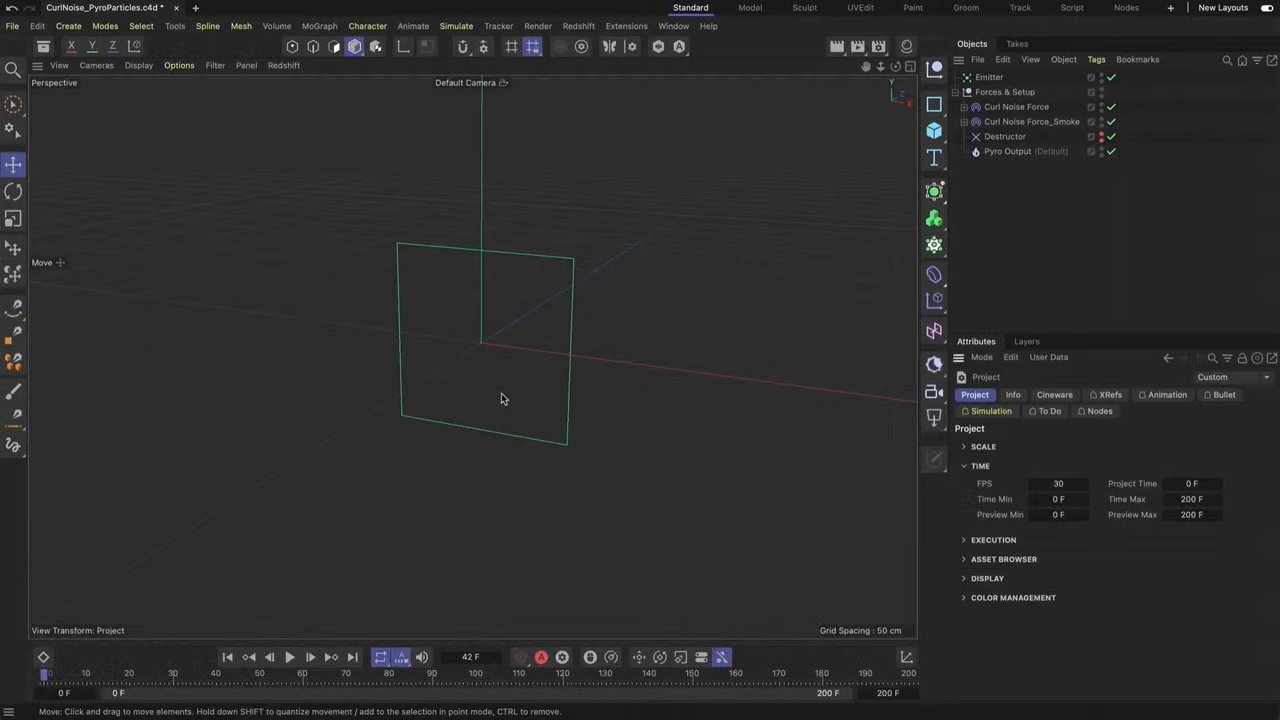 CurlNoise_PyroParticles.c4d *
Standard Model Sculpt UVEdit Paint Groom Track Script Nodes New Layouts
File Edit Create Modes Select Tools Spline Mesh Volume MoGraph Character Animate Simulate Tracker Render Redshift Extensions Window Help
X Y Z
Objects Takes
View Cameras Display Options Filter Panel Redshift
File Edit View Object Tags Bookmarks
Perspective
Default Camera
Y
Z
X
Emitter
Forces & Setup
Curl Noise Force
Curl Noise Force_Smoke
Destructor
Pyro Output (Default)
Move
Attributes Layers
Mode Edit User Data
Project
Custom
Project Info Cineware XRefs Animation Bullet
Simulation To Do Nodes
Project
SCALE
TIME
FPS 30 Project Time 0 F
Time Min 0 F Time Max 200 F
Preview Min 0 F Preview Max 200 F
EXECUTION
ASSET BROWSER
DISPLAY
COLOR MANAGEMENT
View Transform: Project
Grid Spacing : 50 cm
42 F
0 10 20 30 40 50 60 70 80 90 100 110 120 130 140 150 160 170 180 190 200
0 F 0 F 200 F 200 F
Move: Click and drag to move elements. Hold down SHIFT to quantize movement / add to the selection in point mode, CTRL to remove.